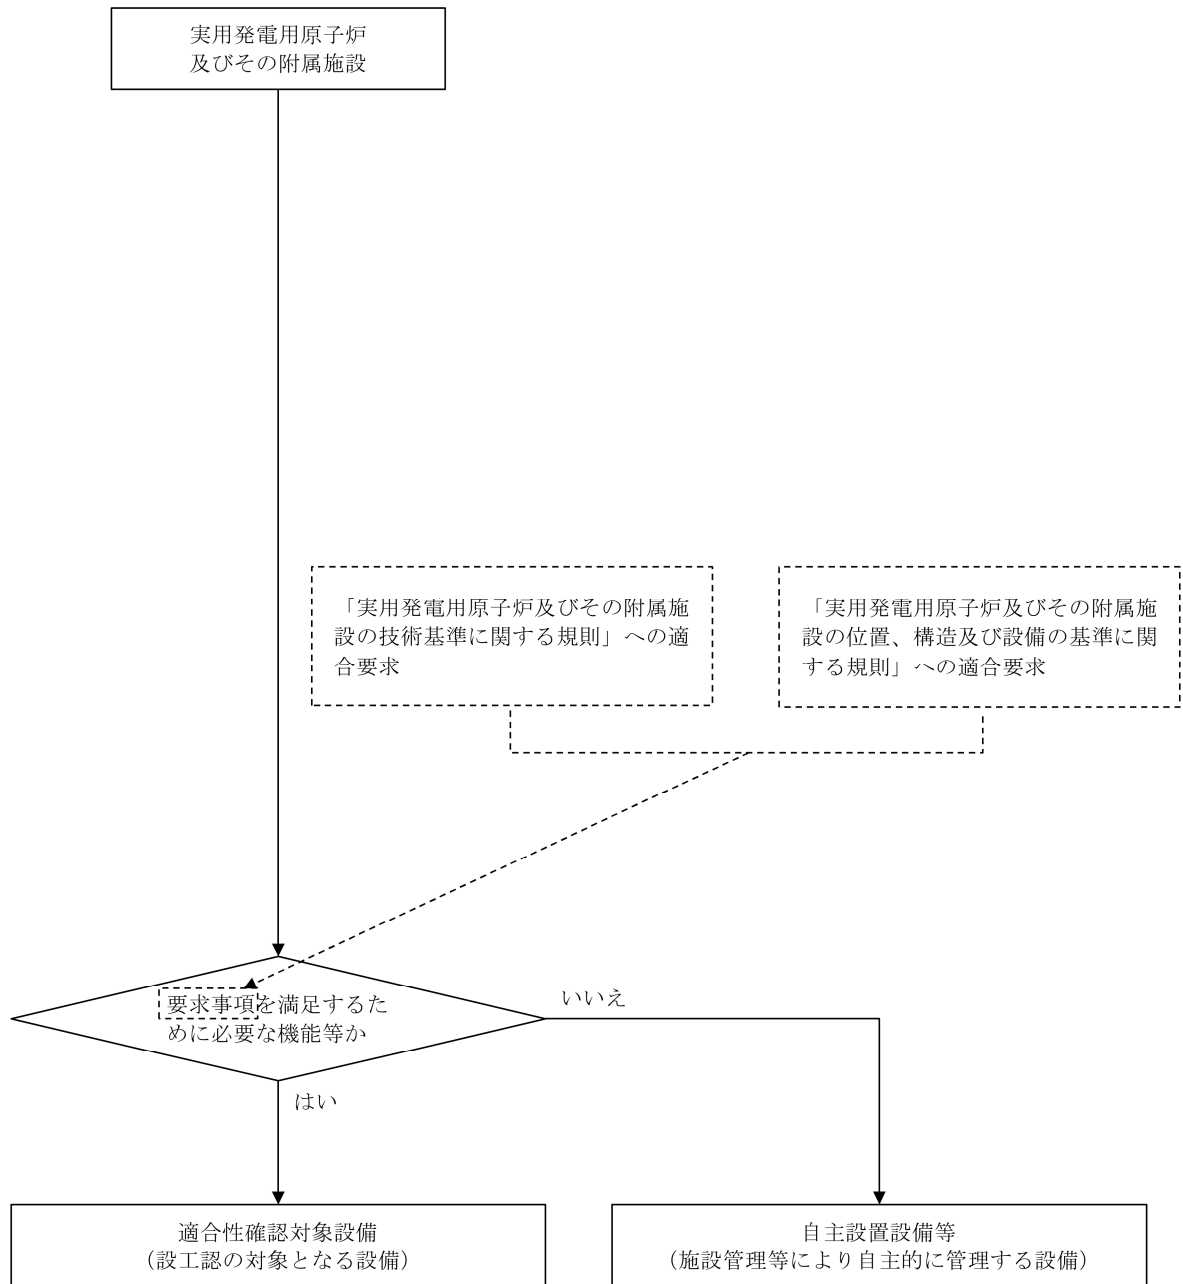 実用発電用原子炉
及びその附属施設
「実用発電用原子炉及びその附属施
設の技術基準に関する規則」への適
合要求
「実用発電用原子炉及びその附属施
設の位置、構造及び設備の基準に関
する規則」への適合要求
要求事項を満足するた
めに必要な機能等か
いいえ
はい
適合性確認対象設備
（設工認の対象となる設備）
自主設置設備等
（施設管理等により自主的に管理する設備）